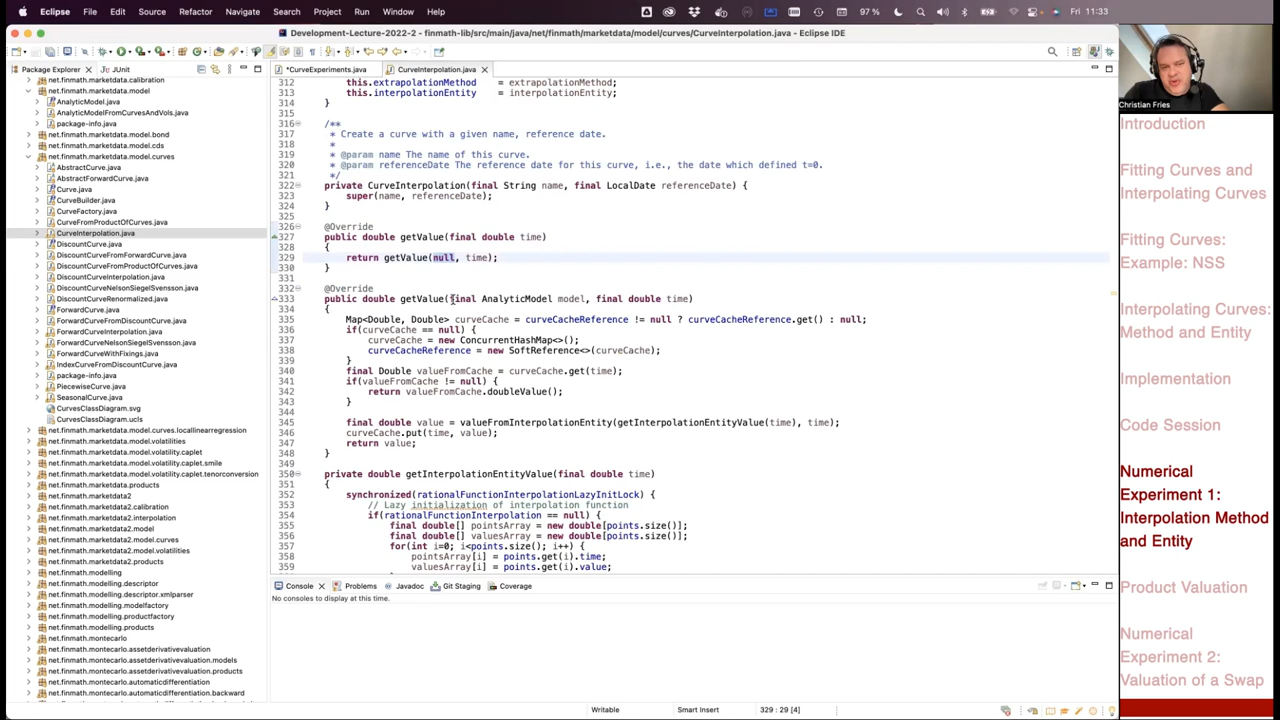 Eclipse File Edit Source Refactor Navigate Search Project Run Window Help 97 % Fri 11:33
Development-Lecture-2022-2 – finmath-lib/src/main/java/net/finmath/marketdata/model/curves/CurveInterpolation.java – Eclipse IDE
Package Explorer JUnit
*CurveExperiments.java CurveInterpolation.java
net.finmath.marketdata.calibration
net.finmath.marketdata.model
AnalyticModel.java
AnalyticModelFromCurvesAndVols.java
package-info.java
net.finmath.marketdata.model.bond
net.finmath.marketdata.model.cds
net.finmath.marketdata.model.curves
AbstractCurve.java
AbstractForwardCurve.java
Curve.java
CurveBuilder.java
CurveFactory.java
CurveFromProductOfCurves.java
CurveInterpolation.java
DiscountCurve.java
DiscountCurveFromForwardCurve.java
DiscountCurveFromProductOfCurves.java
DiscountCurveInterpolation.java
DiscountCurveNelsonSiegelSvensson.java
DiscountCurveRenormalized.java
ForwardCurve.java
ForwardCurveFromDiscountCurve.java
ForwardCurveInterpolation.java
ForwardCurveNelsonSiegelSvensson.java
ForwardCurveWithFixings.java
IndexCurveFromDiscountCurve.java
package-info.java
PiecewiseCurve.java
SeasonalCurve.java
CurvesClassDiagram.svg
CurvesClassDiagram.ucls
net.finmath.marketdata.model.curves.locallinearregression
net.finmath.marketdata.model.volatilities
net.finmath.marketdata.model.volatility.caplet
net.finmath.marketdata.model.volatility.caplet.smile
net.finmath.marketdata.model.volatility.caplet.tenorconversion
net.finmath.marketdata.products
net.finmath.marketdata2
net.finmath.marketdata2.calibration
net.finmath.marketdata2.interpolation
net.finmath.marketdata2.model
net.finmath.marketdata2.model.curves
net.finmath.marketdata2.model.volatilities
net.finmath.marketdata2.products
net.finmath.modelling
net.finmath.modelling.descriptor
net.finmath.modelling.descriptor.xmlparser
net.finmath.modelling.modelfactory
net.finmath.modelling.productfactory
net.finmath.modelling.products
net.finmath.montecarlo
net.finmath.montecarlo.assetderivativevaluation
net.finmath.montecarlo.assetderivativevaluation.models
net.finmath.montecarlo.assetderivativevaluation.products
net.finmath.montecarlo.automaticdifferentiation
net.finmath.montecarlo.automaticdifferentiation.backward
312 this.extrapolationMethod = extrapolationMethod;
313 this.interpolationEntity = interpolationEntity;
314 }
315
316 /**
317 * Create a curve with a given name, reference date.
318 *
319 * @param name The name of this curve.
320 * @param referenceDate The reference date for this curve, i.e., the date which defined t=0.
321 */
322 private CurveInterpolation(final String name, final LocalDate referenceDate) {
323 super(name, referenceDate);
324 }
325
326 @Override
327 public double getValue(final double time)
328 {
329 return getValue(null, time);
330 }
331
332 @Override
333 public double getValue(final AnalyticModel model, final double time)
334 {
335 Map<Double, Double> curveCache = curveCacheReference != null ? curveCacheReference.get() : null;
336 if(curveCache == null) {
337 curveCache = new ConcurrentHashMap<>();
338 curveCacheReference = new SoftReference<>(curveCache);
339 }
340 final Double valueFromCache = curveCache.get(time);
341 if(valueFromCache != null) {
342 return valueFromCache.doubleValue();
343 }
344
345 final double value = valueFromInterpolationEntity(getInterpolationEntityValue(time), time);
346 curveCache.put(time, value);
347 return value;
348 }
349
350 private double getInterpolationEntityValue(final double time)
351 {
352 synchronized(rationalFunctionInterpolationLazyInitLock) {
353 // Lazy initialization of interpolation function
354 if(rationalFunctionInterpolation == null) {
355 final double[] pointsArray = new double[points.size()];
356 final double[] valuesArray = new double[points.size()];
357 for(int i=0; i<points.size(); i++) {
358 pointsArray[i] = points.get(i).time;
359 valuesArray[i] = points.get(i).value;
Console Problems Javadoc Git Staging Coverage
No consoles to display at this time.
Writable Smart Insert 329 : 29 [4]
Christian Fries
Introduction
Fitting Curves and
Interpolating Curves
Fitting Curves:
Example: NSS
Interpolating Curves:
Method and Entity
Implementation
Code Session
Numerical
Experiment 1:
Interpolation Method
and Entity
Product Valuation
Numerical
Experiment 2:
Valuation of a Swap